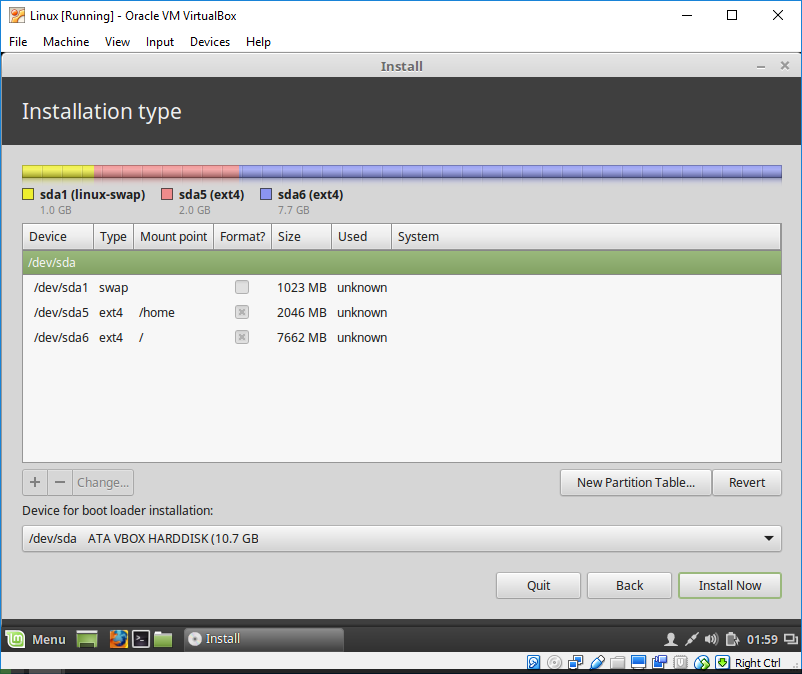 Linux [Running] - Oracle VM VirtualBox
File Machine View Input Devices Help
Install
Installation type
sda1 (linux-swap) sda5 (ext4) sda6 (ext4)
1.0 GB 2.0 GB 7.7 GB
Device Type Mount point Format? Size Used System
/dev/sda
/dev/sda1 swap 1023 MB unknown
/dev/sda5 ext4 /home 2046 MB unknown
/dev/sda6 ext4 / 7662 MB unknown
+ − Change... New Partition Table... Revert
Device for boot loader installation:
/dev/sda ATA VBOX HARDDISK (10.7 GB
Quit Back Install Now
Menu Install 01:59
Right Ctrl